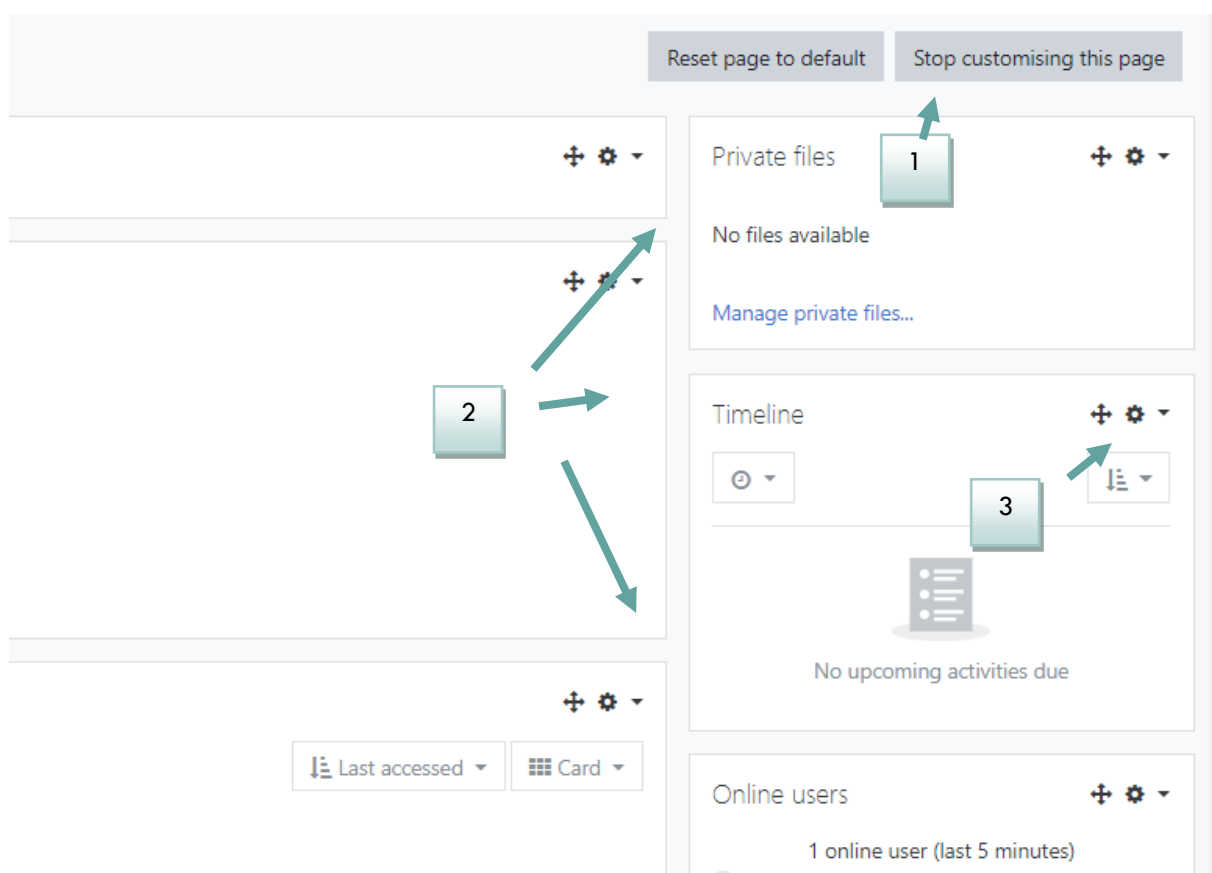 Reset page to default
Stop customising this page
Private files
1
No files available
Manage private files...
2
Timeline
3
No upcoming activities due
Last accessed
Card
Online users
1 online user (last 5 minutes)